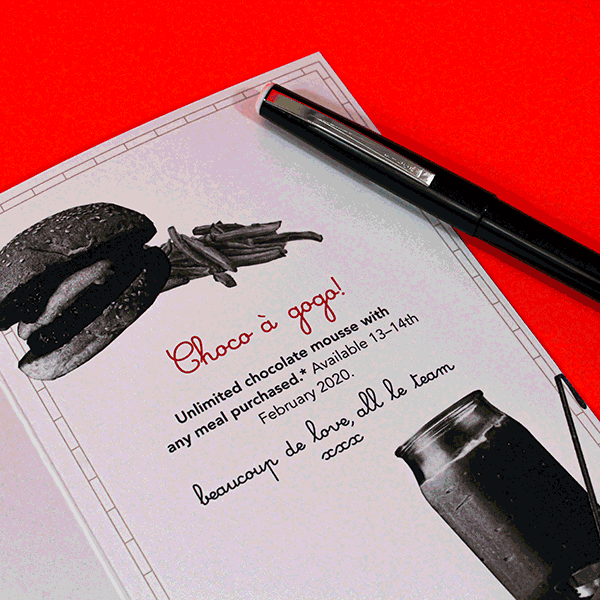 Choco à gogo!
Unlimited chocolate mousse with
any meal purchased.* Available 13–14th
February 2020.
beaucoup de love, all le team
xxx